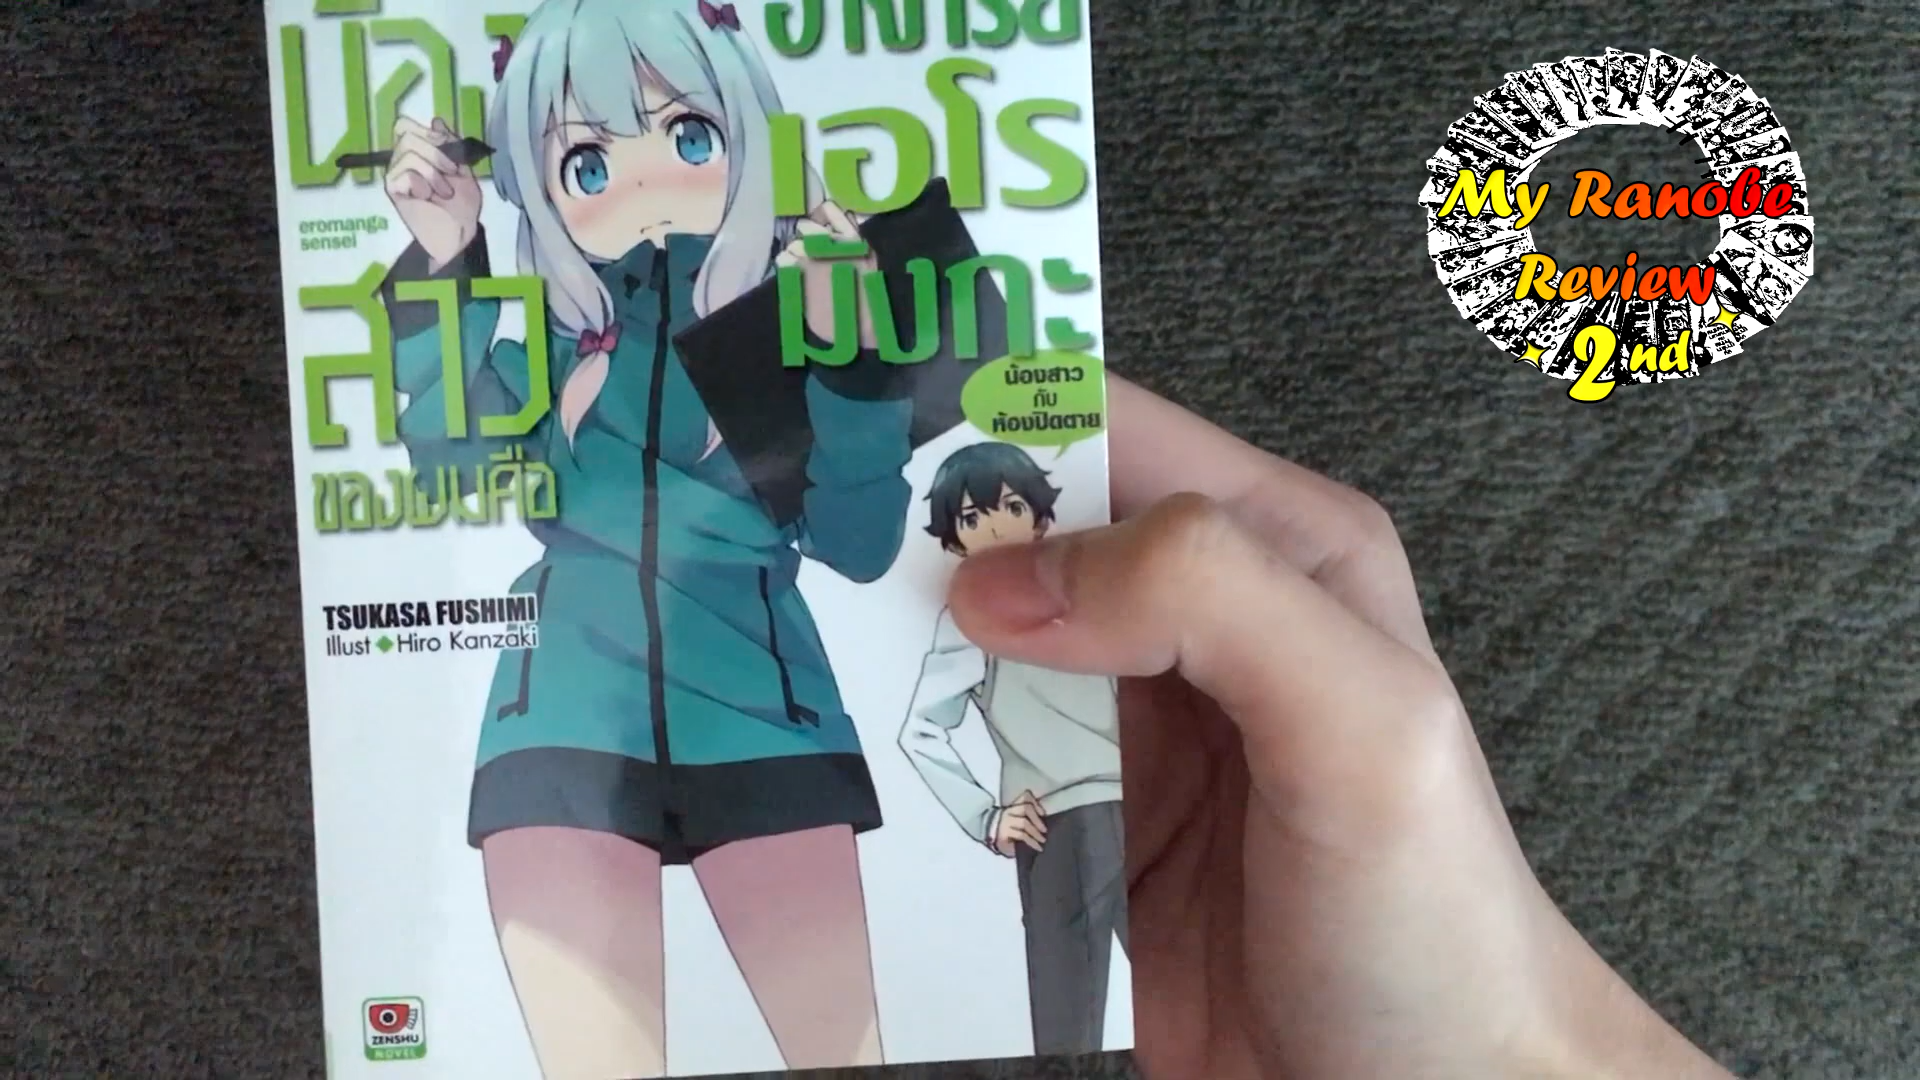 น้อง
eromanga
sensei
สาว
ของผมคือ
อาจารย์
เอโร
มังกะ
น้องสาว
กับ
ห้องปิดตาย
TSUKASA FUSHIMI
Illust◆Hiro Kanzaki
ZENSHU
NOVEL
My Ranobe
Review
2nd